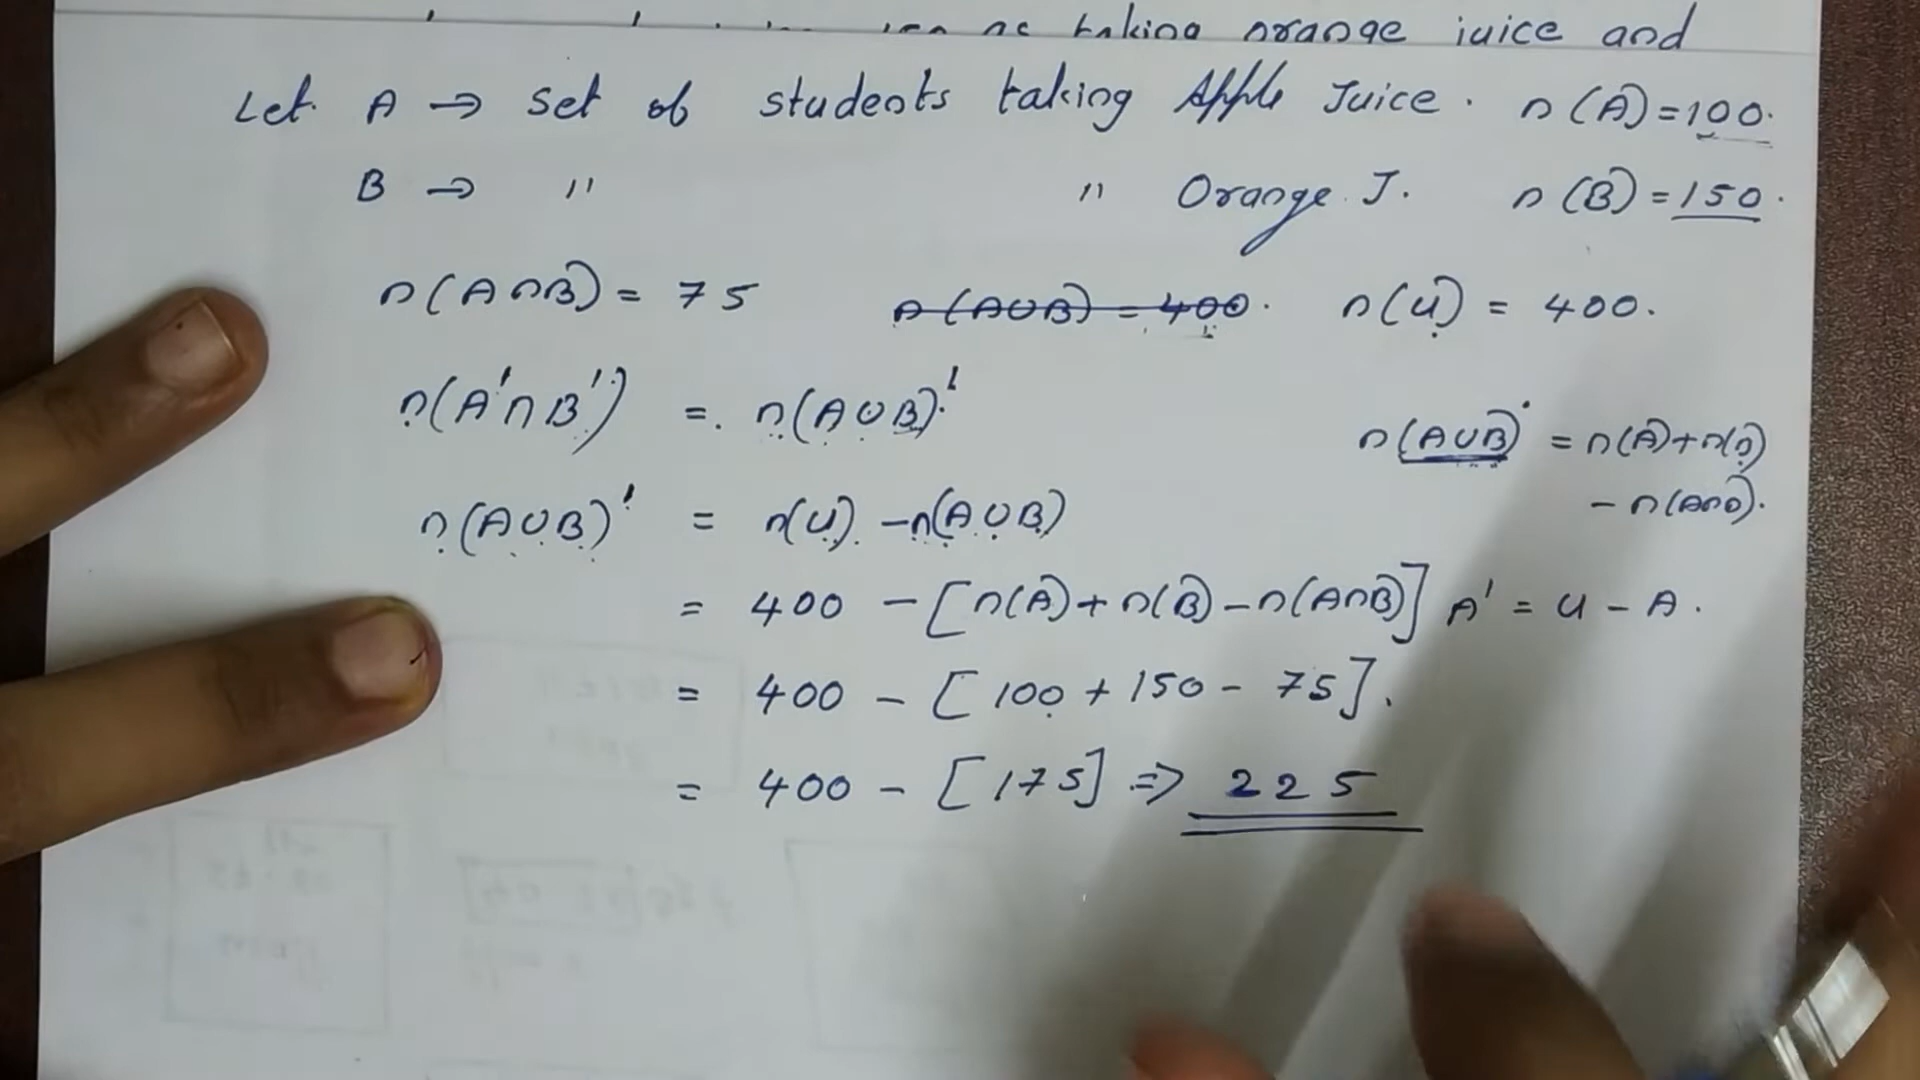 as taking orange juice and
Let. A → set of students taking Apple Juice. n(A)=100.
B → " " Orange J. n(B)=150.
n(A∩B) = 75 n(A∪B) = 400. n(U) = 400.
n(A'∩B') = n(A∪B)'
n(A∪B) = n(A)+n(B)
- n(A∩B).
n(A∪B)' = n(U) - n(A∪B)
= 400 - [n(A)+n(B)-n(A∩B)] A' = U - A.
= 400 - [100 + 150 - 75].
= 400 - [175] ⇒ 225